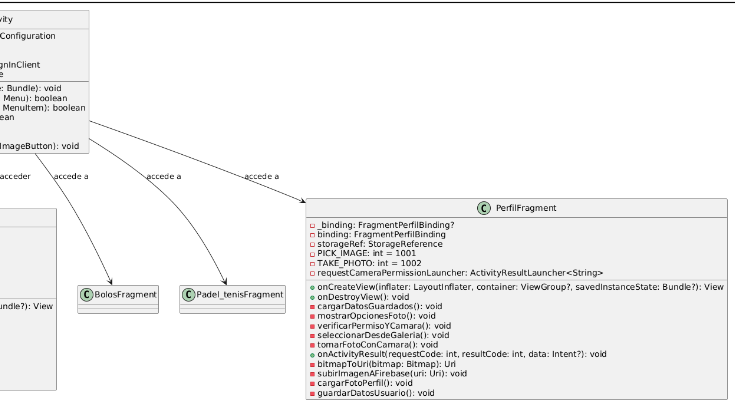 vity
Configuration
gnInClient
e
e: Bundle): void
Menu): boolean
MenuItem): boolean
ean
ImageButton): void
acceder
accede a
accede a
accede a
undle?): View
C BolosFragment
C Padel_tenisFragment
C PerfilFragment
_binding: FragmentPerfilBinding?
binding: FragmentPerfilBinding
storageRef: StorageReference
PICK_IMAGE: int = 1001
TAKE_PHOTO: int = 1002
requestCameraPermissionLauncher: ActivityResultLauncher<String>
onCreateView(inflater: LayoutInflater, container: ViewGroup?, savedInstanceState: Bundle?): View
onDestroyView(): void
cargarDatosGuardados(): void
mostrarOpcionesFoto(): void
verificarPermisoYCamara(): void
seleccionarDesdeGaleria(): void
tomarFotoConCamara(): void
onActivityResult(requestCode: int, resultCode: int, data: Intent?): void
bitmapToUri(bitmap: Bitmap): Uri
subirImagenAFirebase(uri: Uri): void
cargarFotoPerfil(): void
guardarDatosUsuario(): void